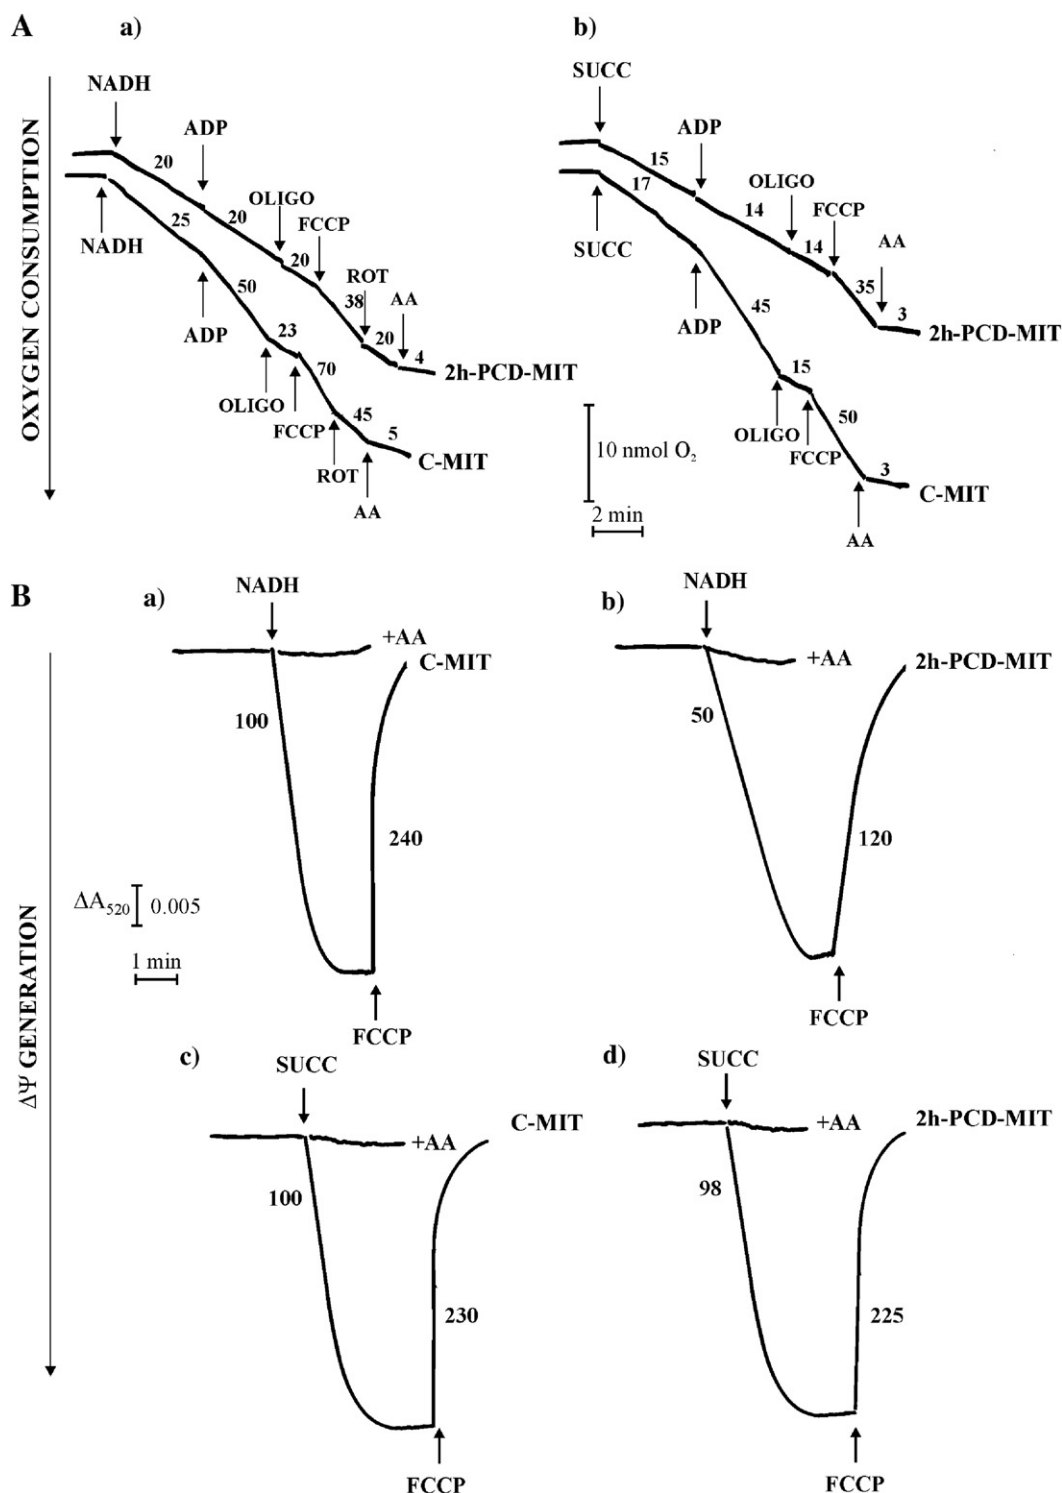 A
a)
b)
OXYGEN CONSUMPTION
NADH
ADP
20
20
OLIGO
FCCP
20
38
ROT
20
AA
4
2h-PCD-MIT
NADH
25
ADP
50
23
OLIGO
70
FCCP
45
ROT
5
AA
C-MIT
SUCC
15
ADP
14
OLIGO
14
FCCP
35
AA
3
2h-PCD-MIT
SUCC
17
ADP
45
15
OLIGO
FCCP
50
3
AA
C-MIT
10 nmol O₂
2 min
B
ΔΨ GENERATION
a)
NADH
+AA
C-MIT
100
240
FCCP
ΔA₅₂₀
0.005
1 min
b)
NADH
+AA
2h-PCD-MIT
50
120
FCCP
c)
SUCC
+AA
C-MIT
100
230
FCCP
d)
SUCC
+AA
2h-PCD-MIT
98
225
FCCP